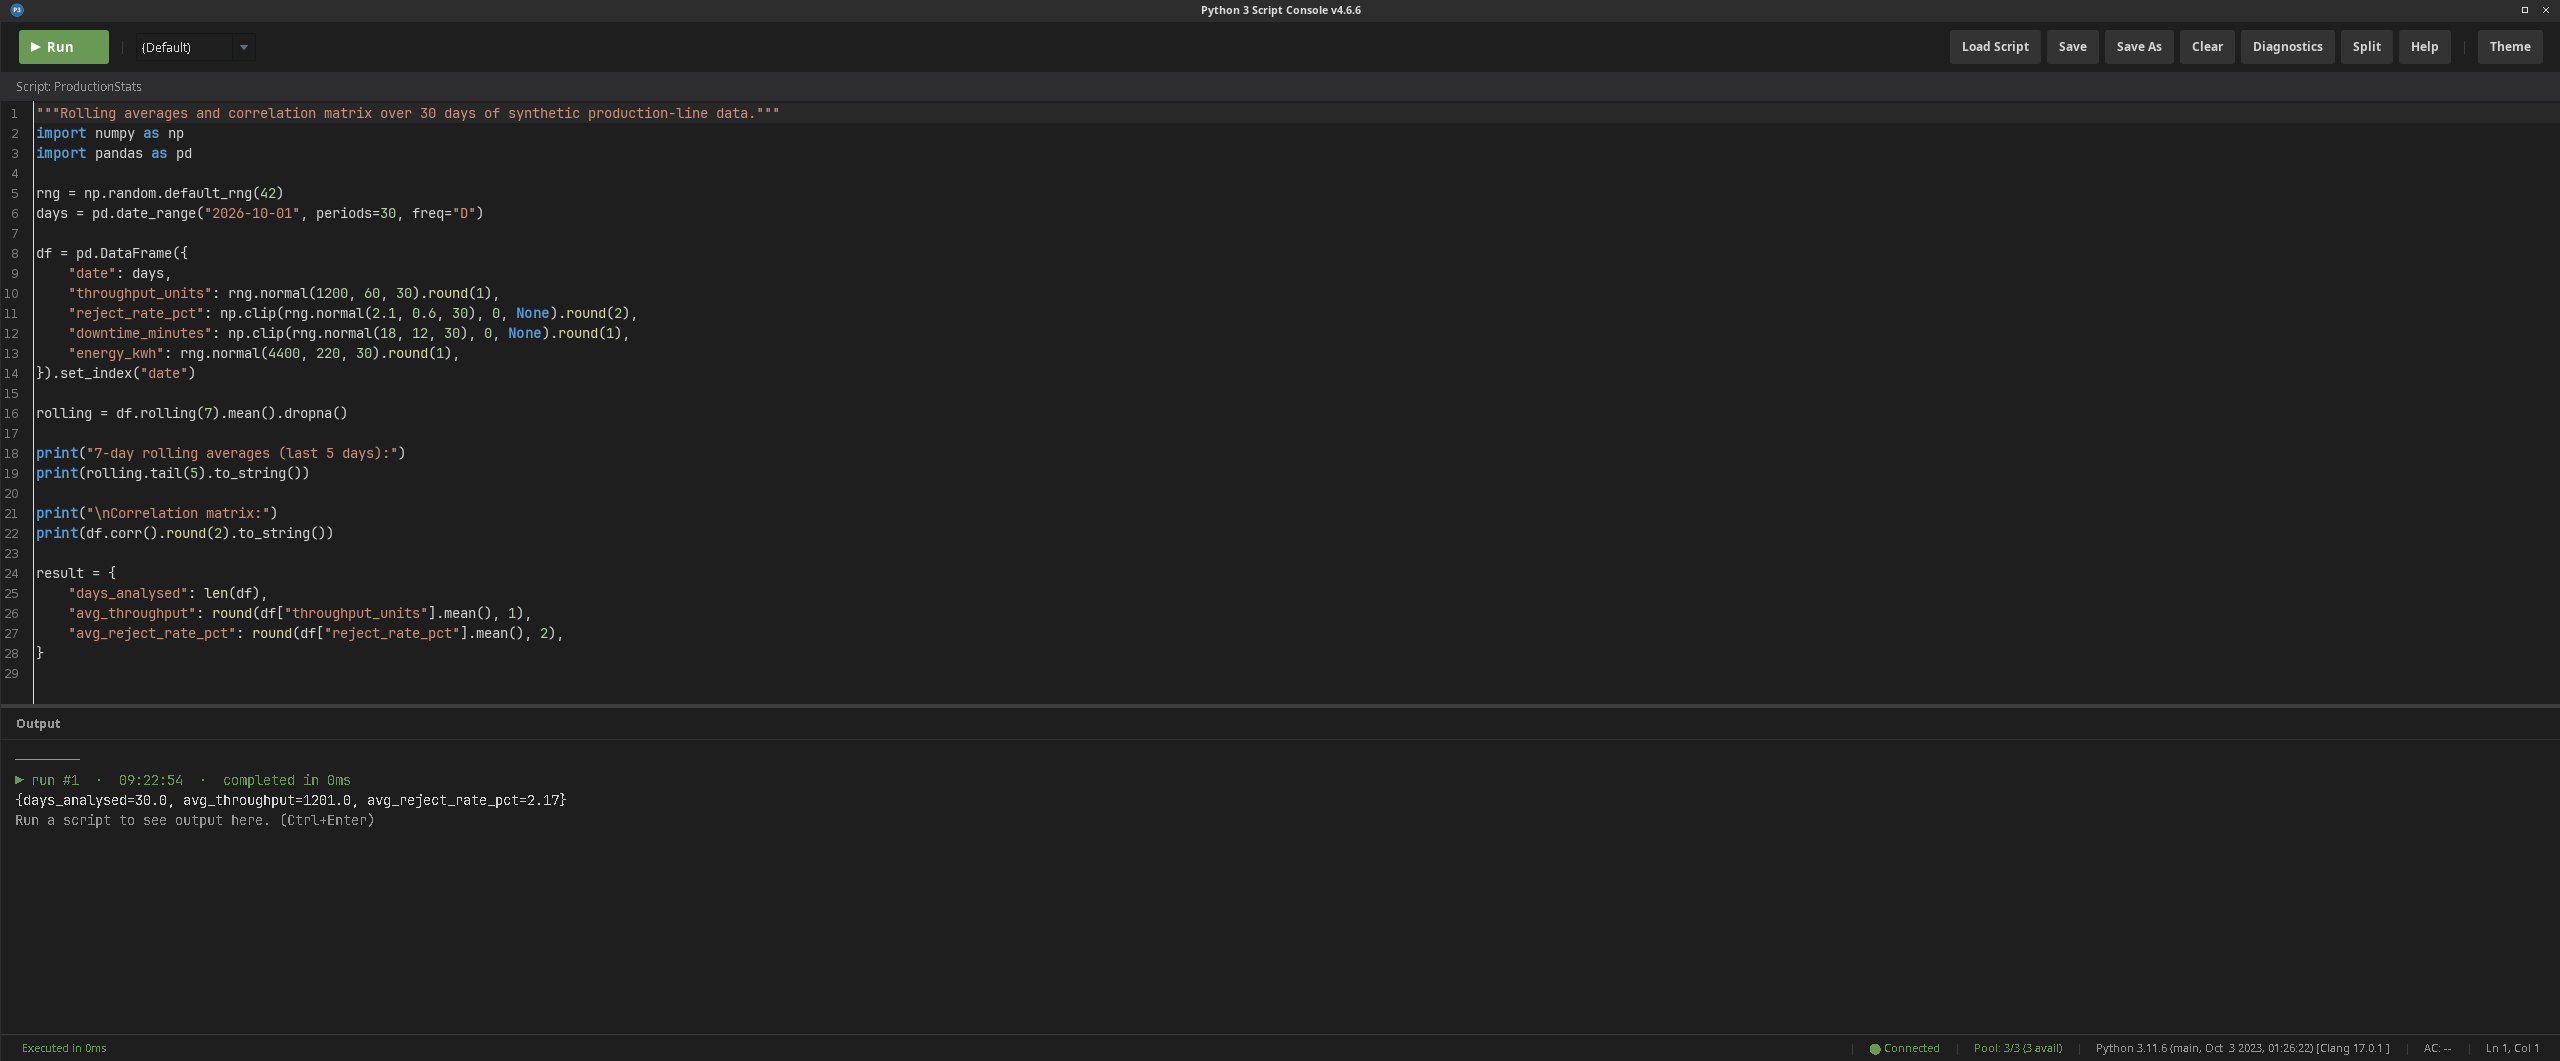 P3
Python 3 Script Console v4.6.6
Run
(Default)
Load Script
Save
Save As
Clear
Diagnostics
Split
Help
Theme
Script: ProductionStats
1 """Rolling averages and correlation matrix over 30 days of synthetic production-line data."""
2 import numpy as np
3 import pandas as pd
4
5 rng = np.random.default_rng(42)
6 days = pd.date_range("2026-10-01", periods=30, freq="D")
7
8 df = pd.DataFrame({
9     "date": days,
10     "throughput_units": rng.normal(1200, 60, 30).round(1),
11     "reject_rate_pct": np.clip(rng.normal(2.1, 0.6, 30), 0, None).round(2),
12     "downtime_minutes": np.clip(rng.normal(18, 12, 30), 0, None).round(1),
13     "energy_kwh": rng.normal(4400, 220, 30).round(1),
14 }).set_index("date")
15
16 rolling = df.rolling(7).mean().dropna()
17
18 print("7-day rolling averages (last 5 days):")
19 print(rolling.tail(5).to_string())
20
21 print("\nCorrelation matrix:")
22 print(df.corr().round(2).to_string())
23
24 result = {
25     "days_analysed": len(df),
26     "avg_throughput": round(df["throughput_units"].mean(), 1),
27     "avg_reject_rate_pct": round(df["reject_rate_pct"].mean(), 2),
28 }
29
Output
run #1 · 09:22:54 · completed in 0ms
{days_analysed=30.0, avg_throughput=1201.0, avg_reject_rate_pct=2.17}
Run a script to see output here. (Ctrl+Enter)
Executed in 0ms
Connected
Pool: 3/3 (3 avail)
Python 3.11.6 (main, Oct  3 2023, 01:26:22) [Clang 17.0.1 ]
AC: --
Ln 1, Col 1